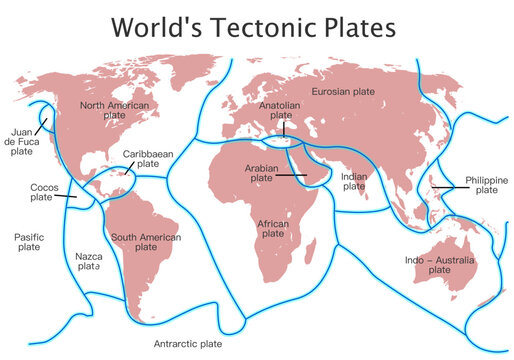 World's Tectonic Plates
North American
plate
Eurosian plate
Anatolian
plate
Juan
de Fuca
plate
Caribbaean
plate
Cocos
plate
Arabian
plate
Indian
plate
Philippine
plate
Pasific
plate
Nazca
plate
South American
plate
African
plate
Indo – Australia
plate
Antrarctic plate